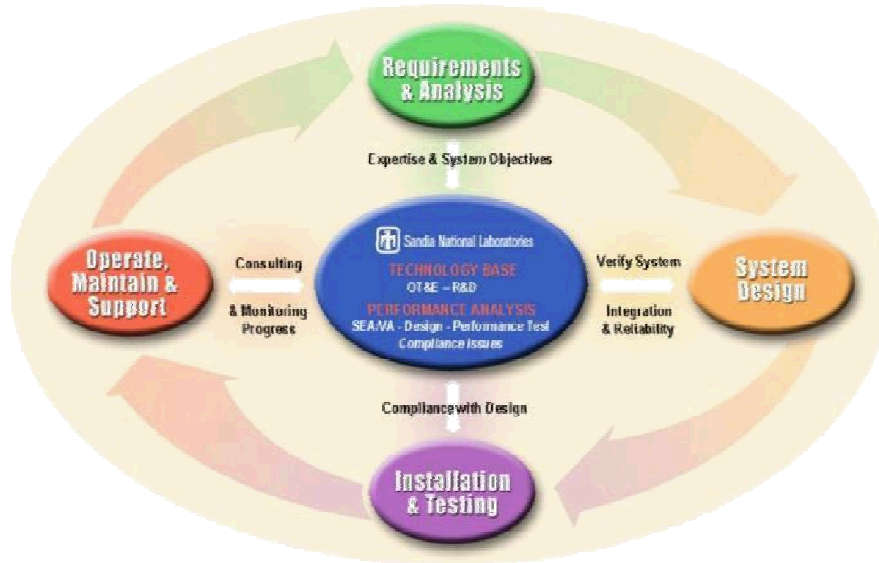 Requirements
& Analysis
Expertise & System Objectives
Operate,
Maintain &
Support
Consulting
& Monitoring
Progress
Sandia National Laboratories
TECHNOLOGY BASE
OT&E – R&D
PERFORMANCE ANALYSIS
SEA:VA - Design - Performance Test
Compliance Issues
Verify System
Integration
& Reliability
System
Design
Compliance with Design
Installation
& Testing